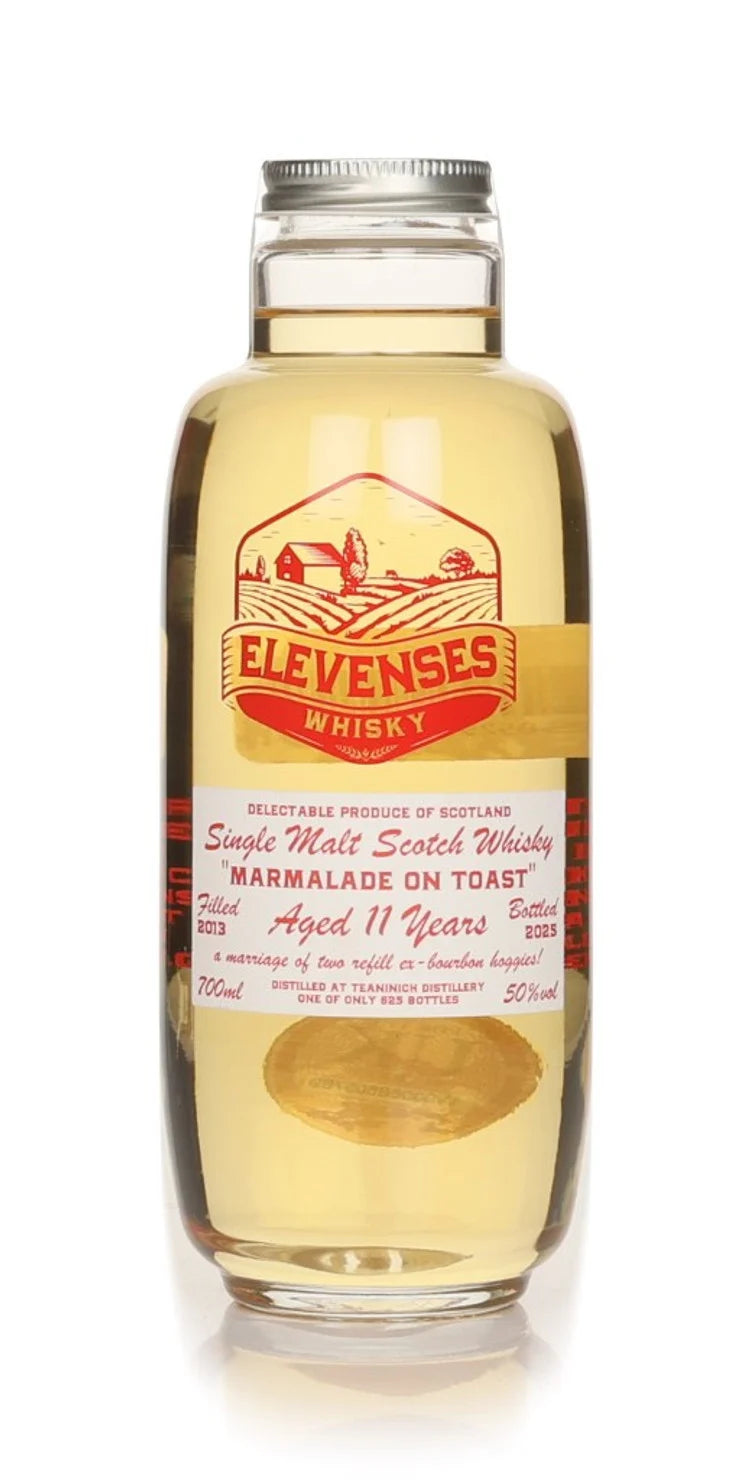 ELEVENSES
WHISKY
DELECTABLE PRODUCE OF SCOTLAND
Single Malt Scotch Whisky
"MARMALADE ON TOAST"
Filled 2013 Aged 11 Years Bottled 2025
a marriage of two refill ex-bourbon hoggies!
700ml DISTILLED AT TEANINICH DISTILLERY 50%vol
ONE OF ONLY 625 BOTTLES